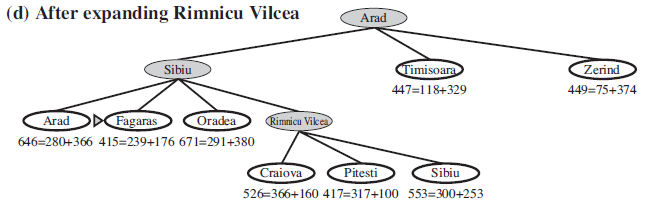 (d) After expanding Rimnicu Vilcea
Arad
Sibiu
Timisoara
Zerind
447=118+329
449=75+374
Arad
Fagaras
Oradea
Rimnicu Vilcea
646=280+366 415=239+176 671=291+380
Craiova
Pitesti
Sibiu
526=366+160 417=317+100 553=300+253